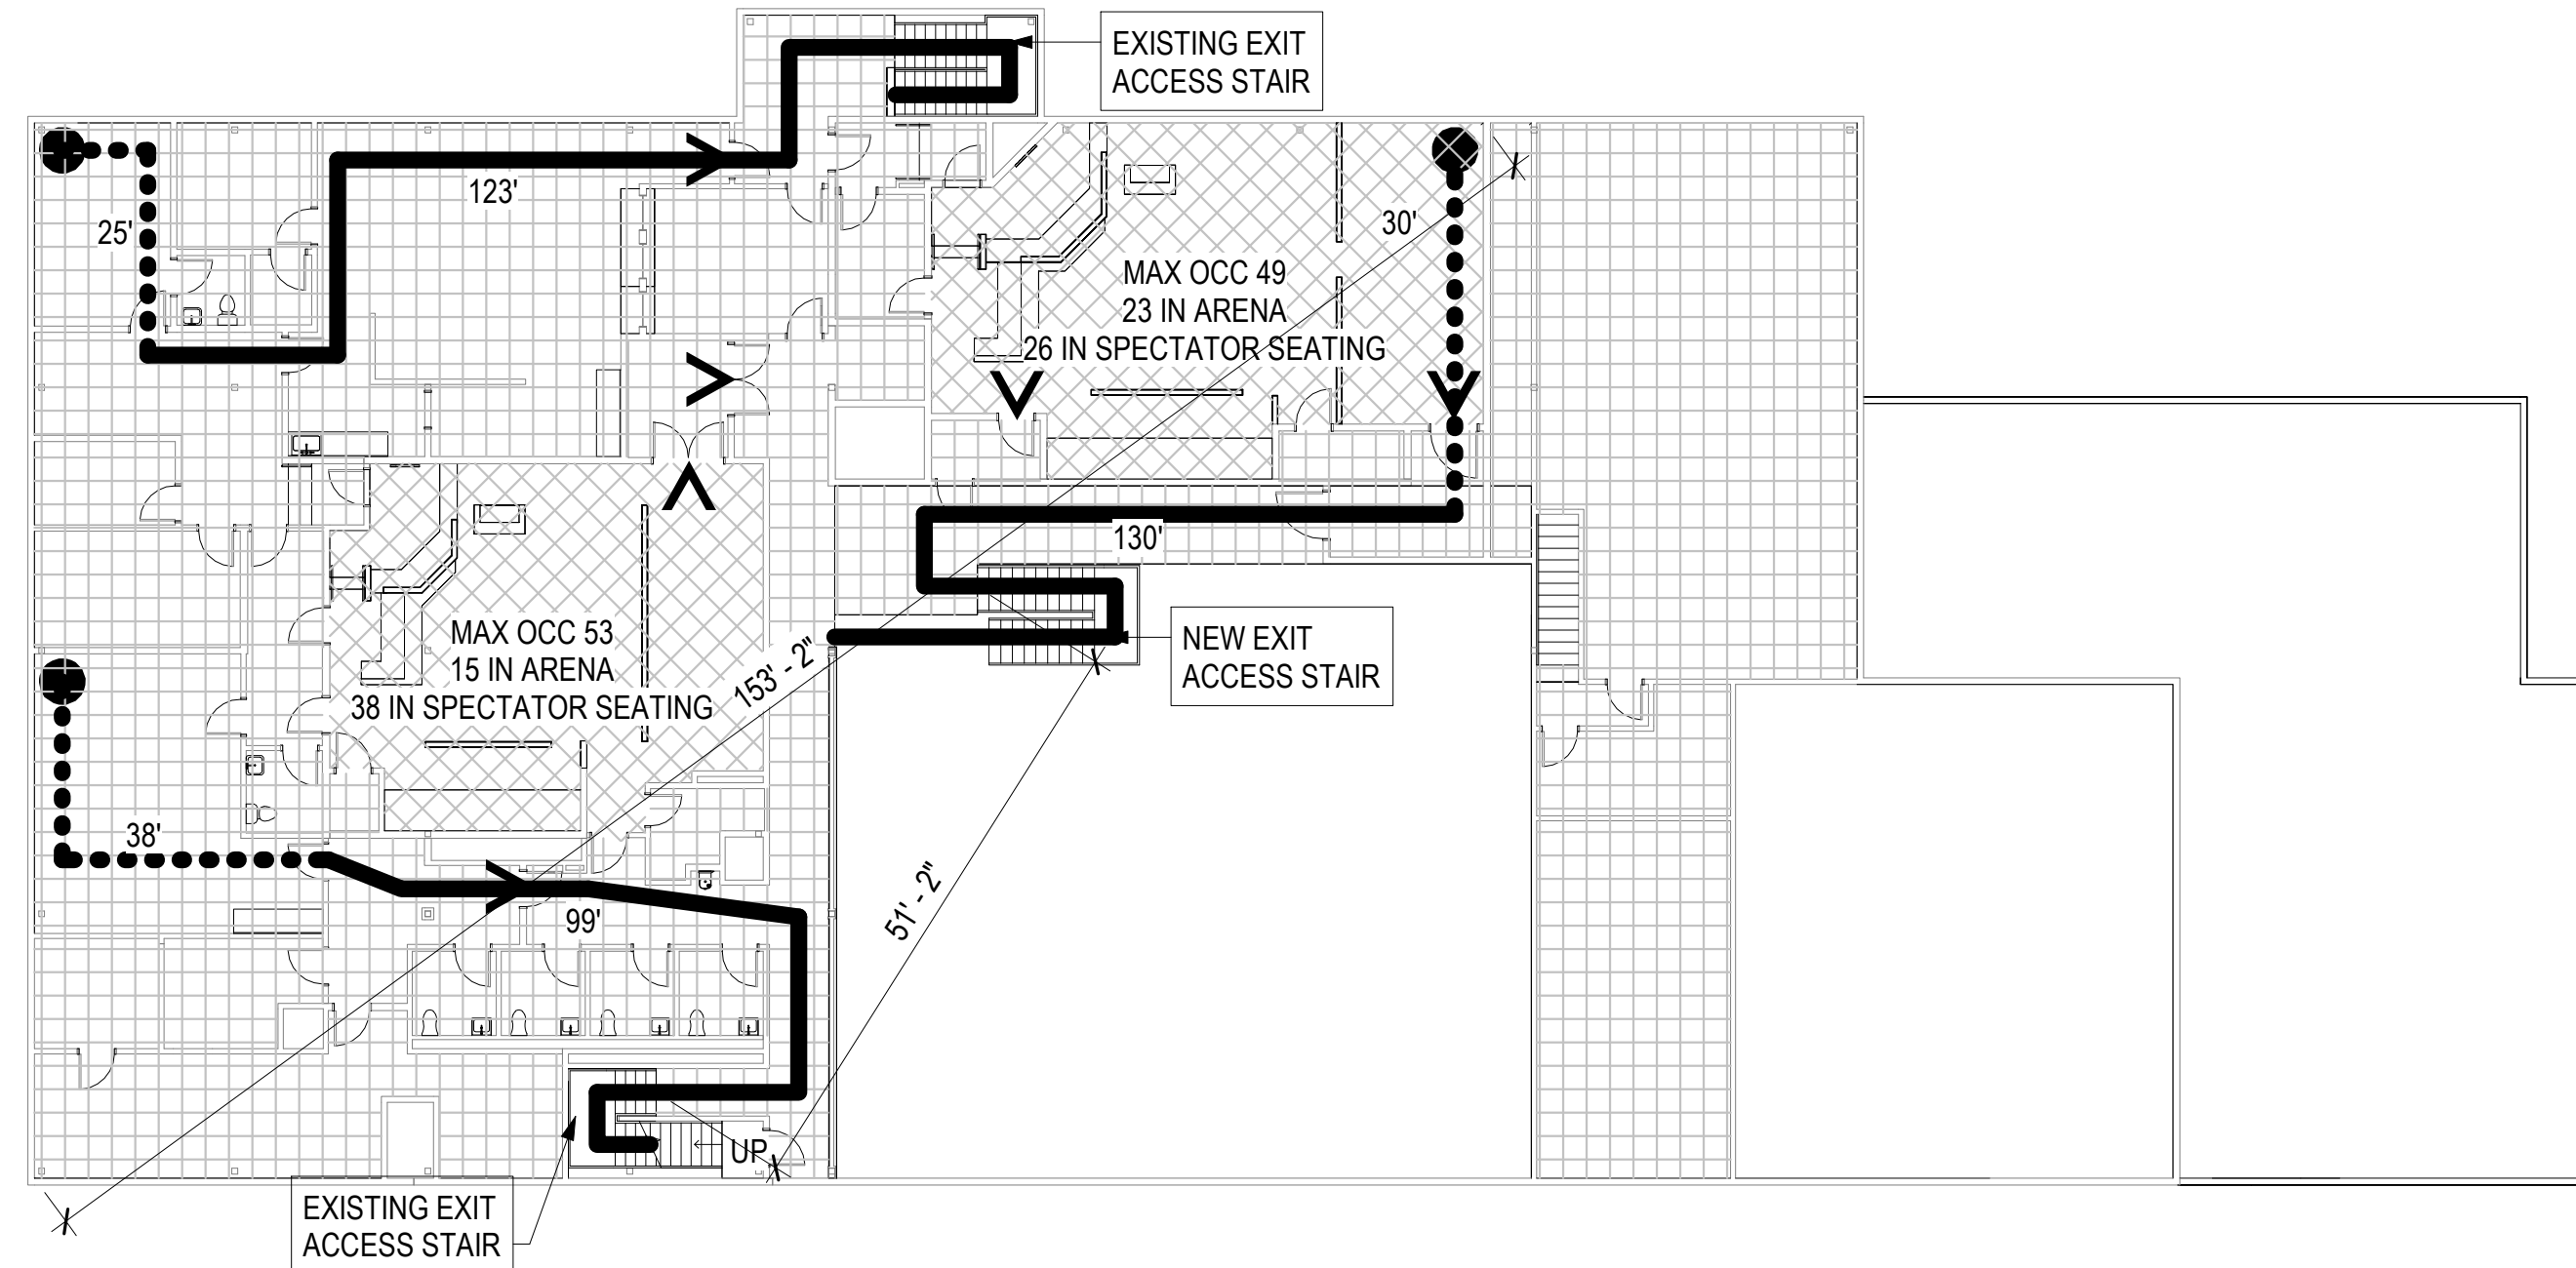 EXISTING EXIT
ACCESS STAIR
123'
25'
30'
MAX OCC 49
23 IN ARENA
26 IN SPECTATOR SEATING
130'
MAX OCC 53
15 IN ARENA
38 IN SPECTATOR SEATING
153' - 2"
NEW EXIT
ACCESS STAIR
38'
99'
51' - 2"
UP
EXISTING EXIT
ACCESS STAIR